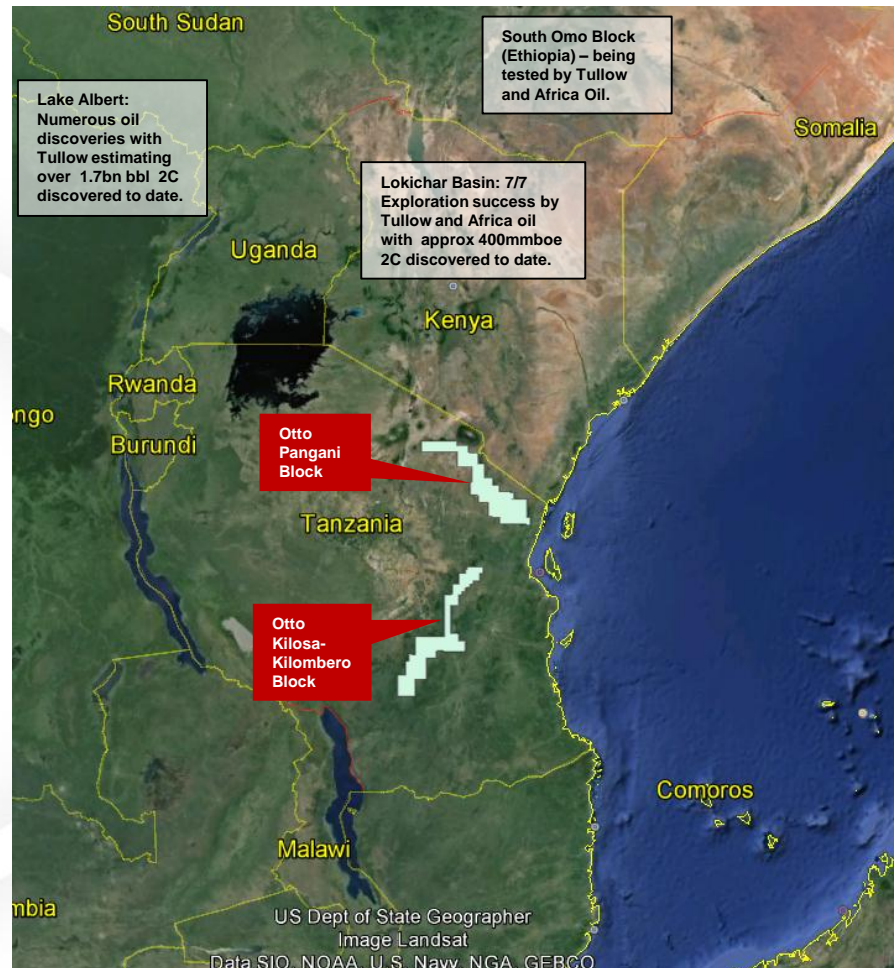 South Sudan
South Omo Block
(Ethiopia) – being
tested by Tullow
and Africa Oil.
Lake Albert:
Numerous oil
discoveries with
Tullow estimating
over 1.7bn bbl 2C
discovered to date.
Somalia
Lokichar Basin: 7/7
Exploration success by
Tullow and Africa oil
with approx 400mmboe
2C discovered to date.
Uganda
Kenya
Rwanda
ongo
Burundi
Otto
Pangani
Block
Tanzania
Otto
Kilosa-
Kilombero
Block
Comoros
Malawi
mbia
US Dept of State Geographer
Image Landsat
Data SIO, NOAA, U.S. Navy, NGA, GEBCO